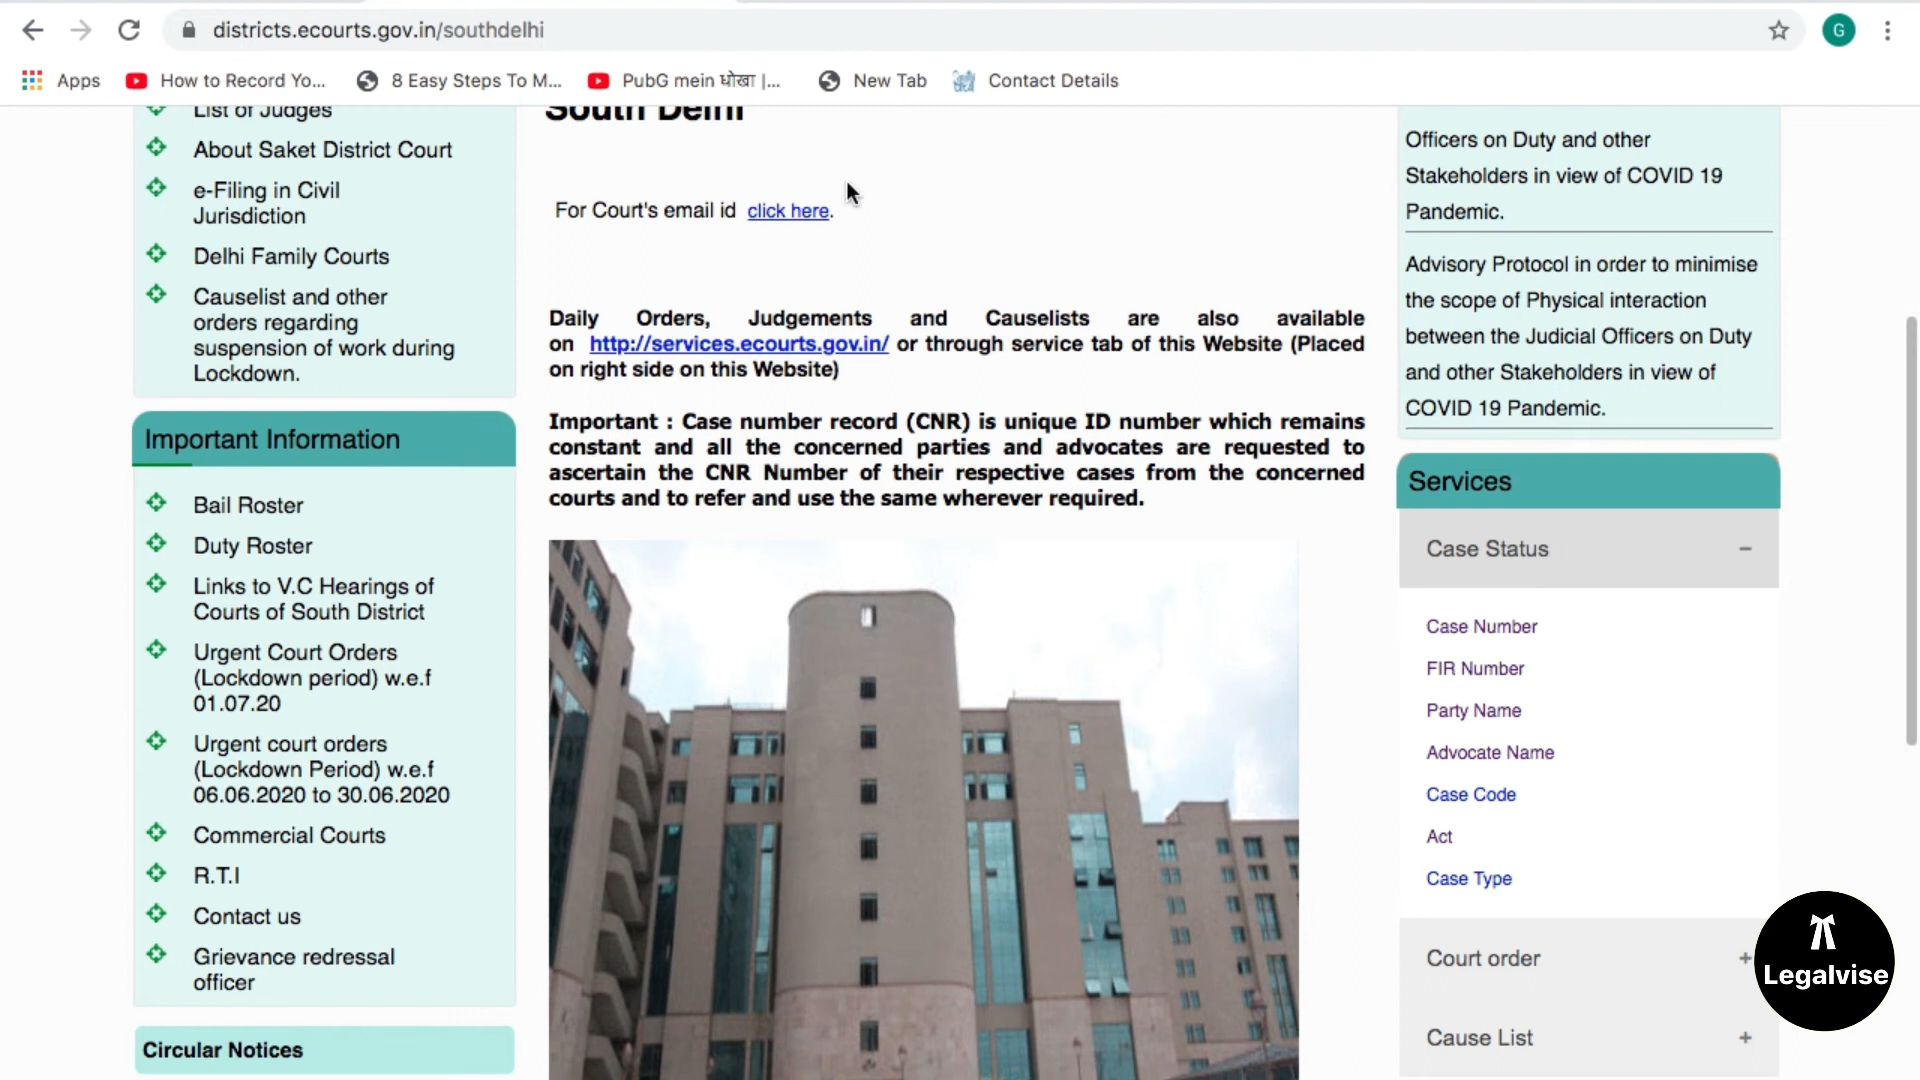 districts.ecourts.gov.in/southdelhi
G
Apps
How to Record Yo...
8 Easy Steps To M...
PubG mein धोखा |...
New Tab
Contact Details
List of Judges
About Saket District Court
e-Filing in Civil
Jurisdiction
Delhi Family Courts
Causelist and other
orders regarding
suspension of work during
Lockdown.
Important Information
Bail Roster
Duty Roster
Links to V.C Hearings of
Courts of South District
Urgent Court Orders
(Lockdown period) w.e.f
01.07.20
Urgent court orders
(Lockdown Period) w.e.f
06.06.2020 to 30.06.2020
Commercial Courts
R.T.I
Contact us
Grievance redressal
officer
Circular Notices
South Delhi
For Court's email id click here.
Daily Orders, Judgements and Causelists are also available
on http://services.ecourts.gov.in/ or through service tab of this Website (Placed
on right side on this Website)
Important : Case number record (CNR) is unique ID number which remains
constant and all the concerned parties and advocates are requested to
ascertain the CNR Number of their respective cases from the concerned
courts and to refer and use the same wherever required.
Officers on Duty and other
Stakeholders in view of COVID 19
Pandemic.
Advisory Protocol in order to minimise
the scope of Physical interaction
between the Judicial Officers on Duty
and other Stakeholders in view of
COVID 19 Pandemic.
Services
Case Status −
Case Number
FIR Number
Party Name
Advocate Name
Case Code
Act
Case Type
Court order +
Cause List +
Legalvise